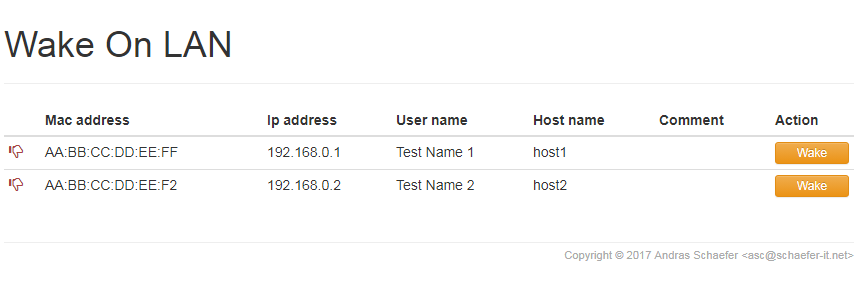 Wake On LAN
Mac address Ip address User name Host name Comment Action
AA:BB:CC:DD:EE:FF 192.168.0.1 Test Name 1 host1 Wake
AA:BB:CC:DD:EE:F2 192.168.0.2 Test Name 2 host2 Wake
Copyright © 2017 Andras Schaefer <asc@schaefer-it.net>